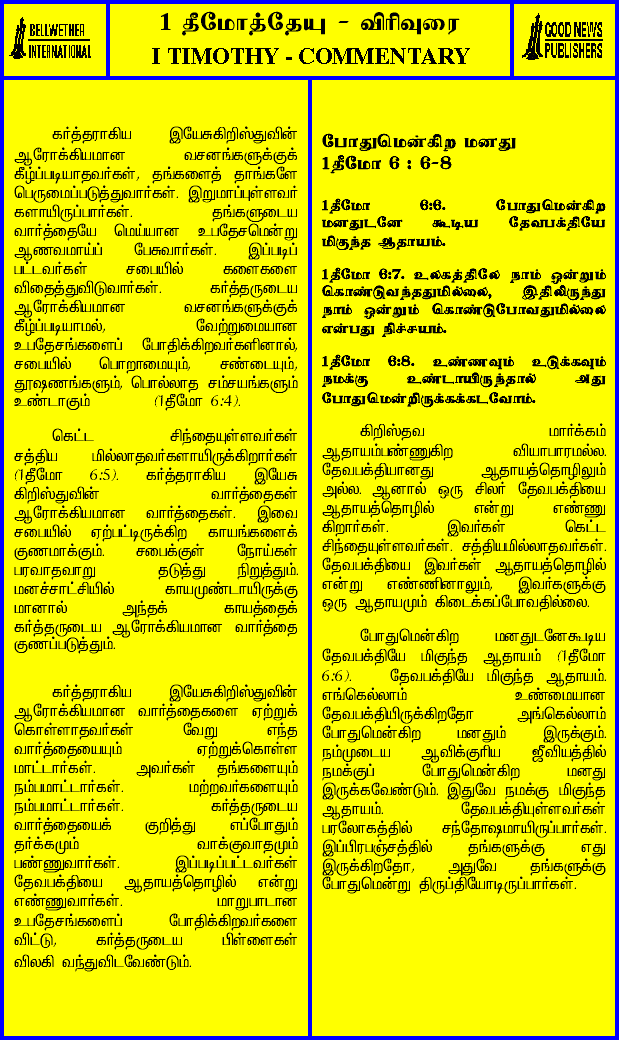 BELLWETHER
INTERNATIONAL
1 தீமோத்தேயு - விரிவுரை
I TIMOTHY - COMMENTARY
GOOD NEWS
PUBLISHERS
கர்த்தராகிய இயேசுகிறிஸ்துவின்
ஆரோக்கியமான வசனங்களுக்குக்
கீழ்ப்படியாதவர்கள், தங்களைத் தாங்களே
பெருமைப்படுத்துவார்கள். இறுமாப்புள்ளவர்
களாயிருப்பார்கள். தங்களுடைய
வார்த்தையே மெய்யான உபதேசமென்று
ஆணவமாய்ப் பேசுவார்கள். இப்படிப்
பட்டவர்கள் சபையில் களைகளை
விதைத்துவிடுவார்கள். கர்த்தருடைய
ஆரோக்கியமான வசனங்களுக்குக்
கீழ்ப்படியாமல், வேற்றுமையான
உபதேசங்களைப் போதிக்கிறவர்களினால்,
சபையில் பொறாமையும், சண்டையும்,
தூஷணங்களும், பொல்லாத சம்சயங்களும்
உண்டாகும் (1தீமோ 6:4).
கெட்ட சிந்தையுள்ளவர்கள்
சத்திய மில்லாதவர்களாயிருக்கிறார்கள்
(1தீமோ 6:5). கர்த்தராகிய இயேசு
கிறிஸ்துவின் வார்த்தைகள்
ஆரோக்கியமான வார்த்தைகள். இவை
சபையில் ஏற்பட்டிருக்கிற காயங்களைக்
குணமாக்கும். சபைக்குள் நோய்கள்
பரவாதவாறு தடுத்து நிறுத்தும்.
மனச்சாட்சியில் காயமுண்டாயிருக்கு
மானால் அந்தக் காயத்தைக்
கர்த்தருடைய ஆரோக்கியமான வார்த்தை
குணப்படுத்தும்.
கர்த்தராகிய இயேசுகிறிஸ்துவின்
ஆரோக்கியமான வார்த்தைகளை ஏற்றுக்
கொள்ளாதவர்கள் வேறு எந்த
வார்த்தையையும் ஏற்றுக்கொள்ள
மாட்டார்கள். அவர்கள் தங்களையும்
நம்பமாட்டார்கள். மற்றவர்களையும்
நம்பமாட்டார்கள். கர்த்தருடைய
வார்த்தையைக் குறித்து எப்போதும்
தர்க்கமும் வாக்குவாதமும்
பண்ணுவார்கள். இப்படிப்பட்டவர்கள்
தேவபக்தியை ஆதாயத்தொழில் என்று
எண்ணுவார்கள். மாறுபாடான
உபதேசங்களைப் போதிக்கிறவர்களை
விட்டு, கர்த்தருடைய பிள்ளைகள்
விலகி வந்துவிடவேண்டும்.
போதுமென்கிற மனது
1தீமோ 6 : 6-8
1தீமோ 6:6. போதுமென்கிற
மனதுடனே கூடிய தேவபக்தியே
மிகுந்த ஆதாயம்.
1தீமோ 6:7. உலகத்திலே நாம் ஒன்றும்
கொண்டுவந்ததுமில்லை, இதிலிருந்து
நாம் ஒன்றும் கொண்டுபோவதுமில்லை
என்பது நிச்சயம்.
1தீமோ 6:8. உண்ணவும் உடுக்கவும்
நமக்கு உண்டாயிருந்தால் அது
போதுமென்றிருக்கக்கடவோம்.
கிறிஸ்தவ மார்க்கம்
ஆதாயம்பண்ணுகிற வியாபாரமல்ல.
தேவபக்தியானது ஆதாயத்தொழிலும்
அல்ல. ஆனால் ஒரு சிலர் தேவபக்தியை
ஆதாயத்தொழில் என்று எண்ணு
கிறார்கள். இவர்கள் கெட்ட
சிந்தையுள்ளவர்கள். சத்தியமில்லாதவர்கள்.
தேவபக்தியை இவர்கள் ஆதாயத்தொழில்
என்று எண்ணினாலும், இவர்களுக்கு
ஒரு ஆதாயமும் கிடைக்கப்போவதில்லை.
போதுமென்கிற மனதுடனேகூடிய
தேவபக்தியே மிகுந்த ஆதாயம் (1தீமோ
6:6). தேவபக்தியே மிகுந்த ஆதாயம்.
எங்கெல்லாம் உண்மையான
தேவபக்தியிருக்கிறதோ அங்கெல்லாம்
போதுமென்கிற மனதும் இருக்கும்.
நம்முடைய ஆவிக்குரிய ஜீவியத்தில்
நமக்குப் போதுமென்கிற மனது
இருக்கவேண்டும். இதுவே நமக்கு மிகுந்த
ஆதாயம். தேவபக்தியுள்ளவர்கள்
பரலோகத்தில் சந்தோஷமாயிருப்பார்கள்.
இப்பிரபஞ்சத்தில் தங்களுக்கு எது
இருக்கிறதோ, அதுவே தங்களுக்கு
போதுமென்று திருப்தியோடிருப்பார்கள்.